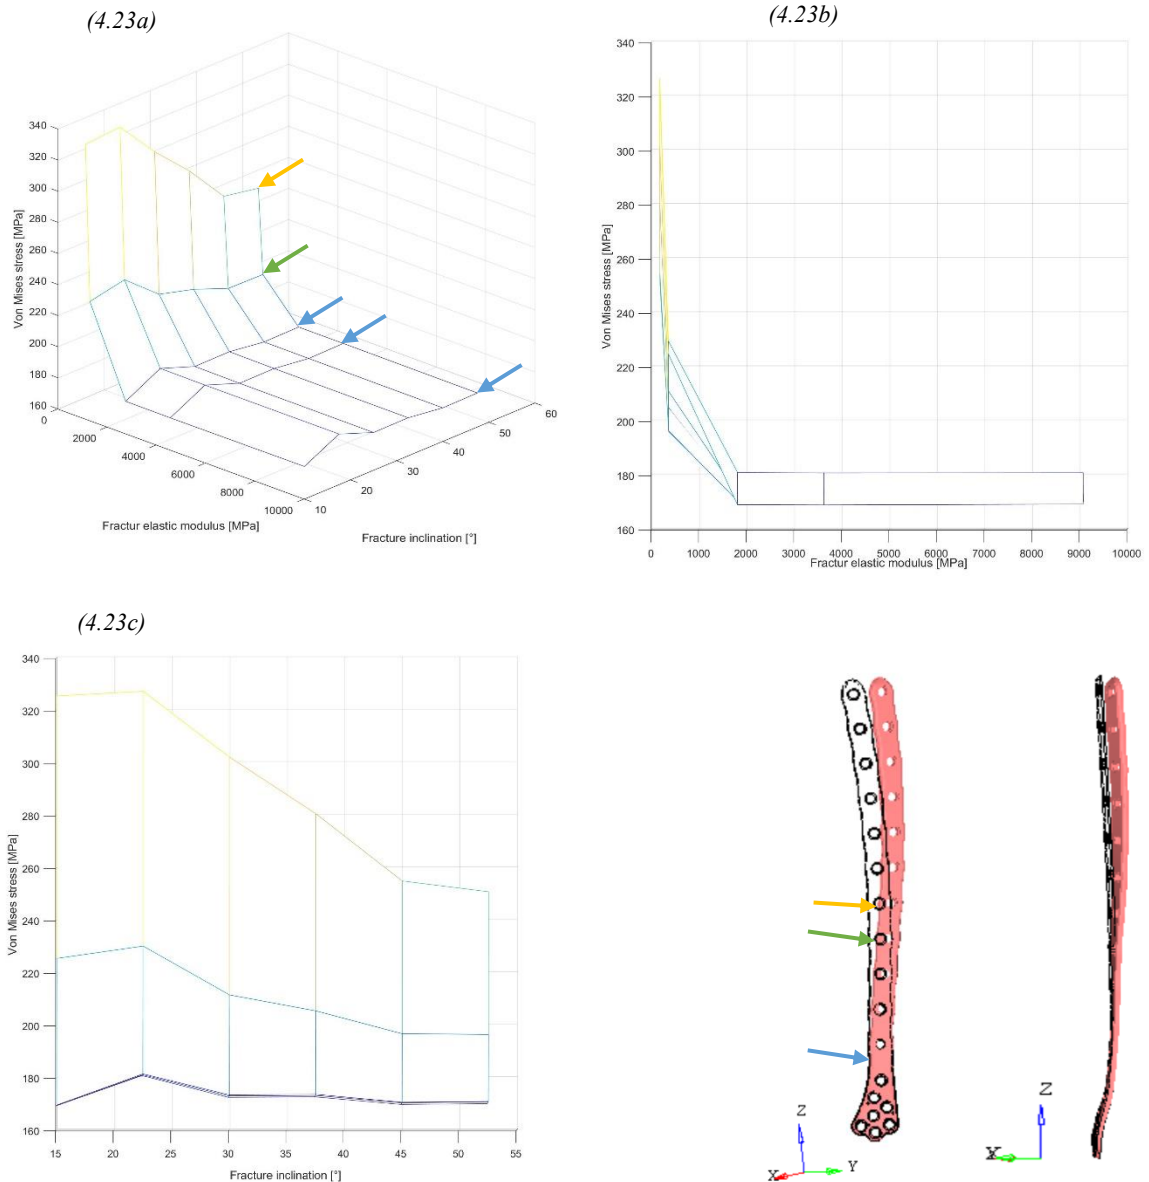 (4.23a)
340
320
300
280
260
240
220
200
180
160
Von Mises stress [MPa]
0
2000
4000
6000
8000
10000
Fractur elastic modulus [MPa]
10
20
30
40
50
60
Fracture inclination [°]
(4.23b)
340
320
300
280
260
240
220
200
180
160
Von Mises stress [MPa]
0 1000 2000 3000 4000 5000 6000 7000 8000 9000 10000
Fractur elastic modulus [MPa]
(4.23c)
340
320
300
280
260
240
220
200
180
160
Von Mises stress [MPa]
15 20 25 30 35 40 45 50 55
Fracture inclination [°]
Z
X
Y
Z